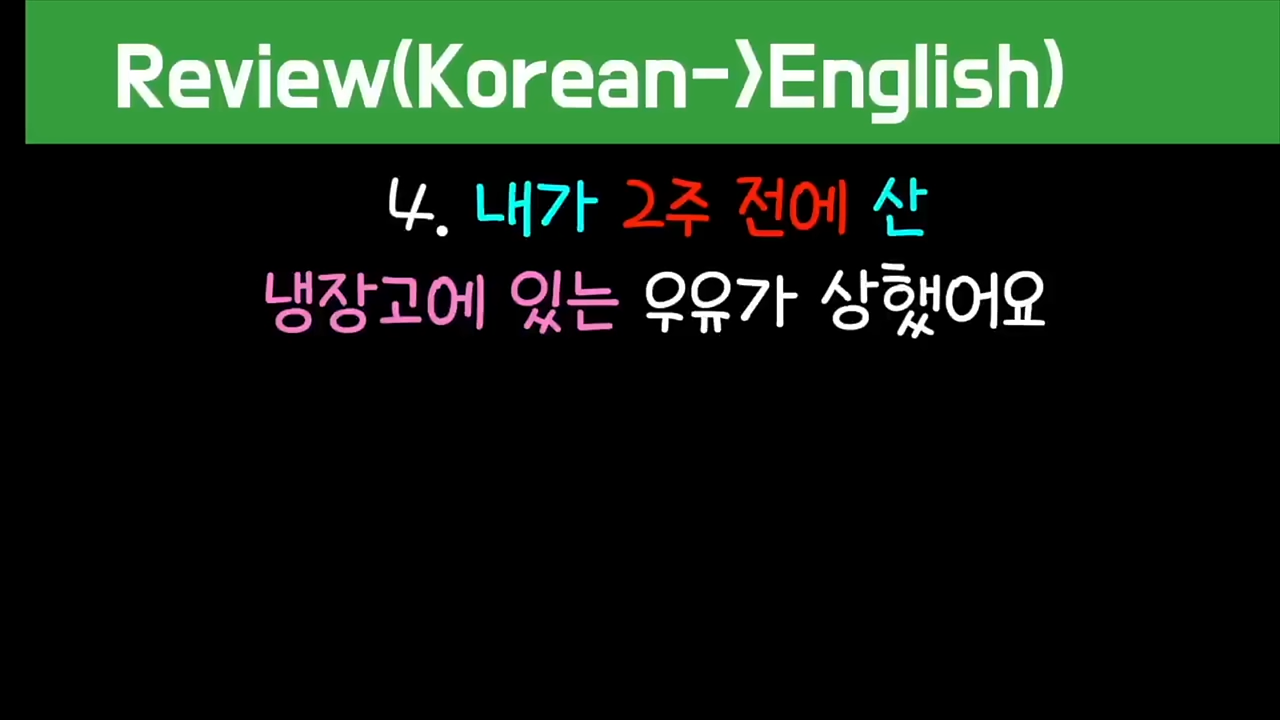 Review(Korean->English)
4. 내가 2주 전에 산
냉장고에 있는 우유가 상했어요